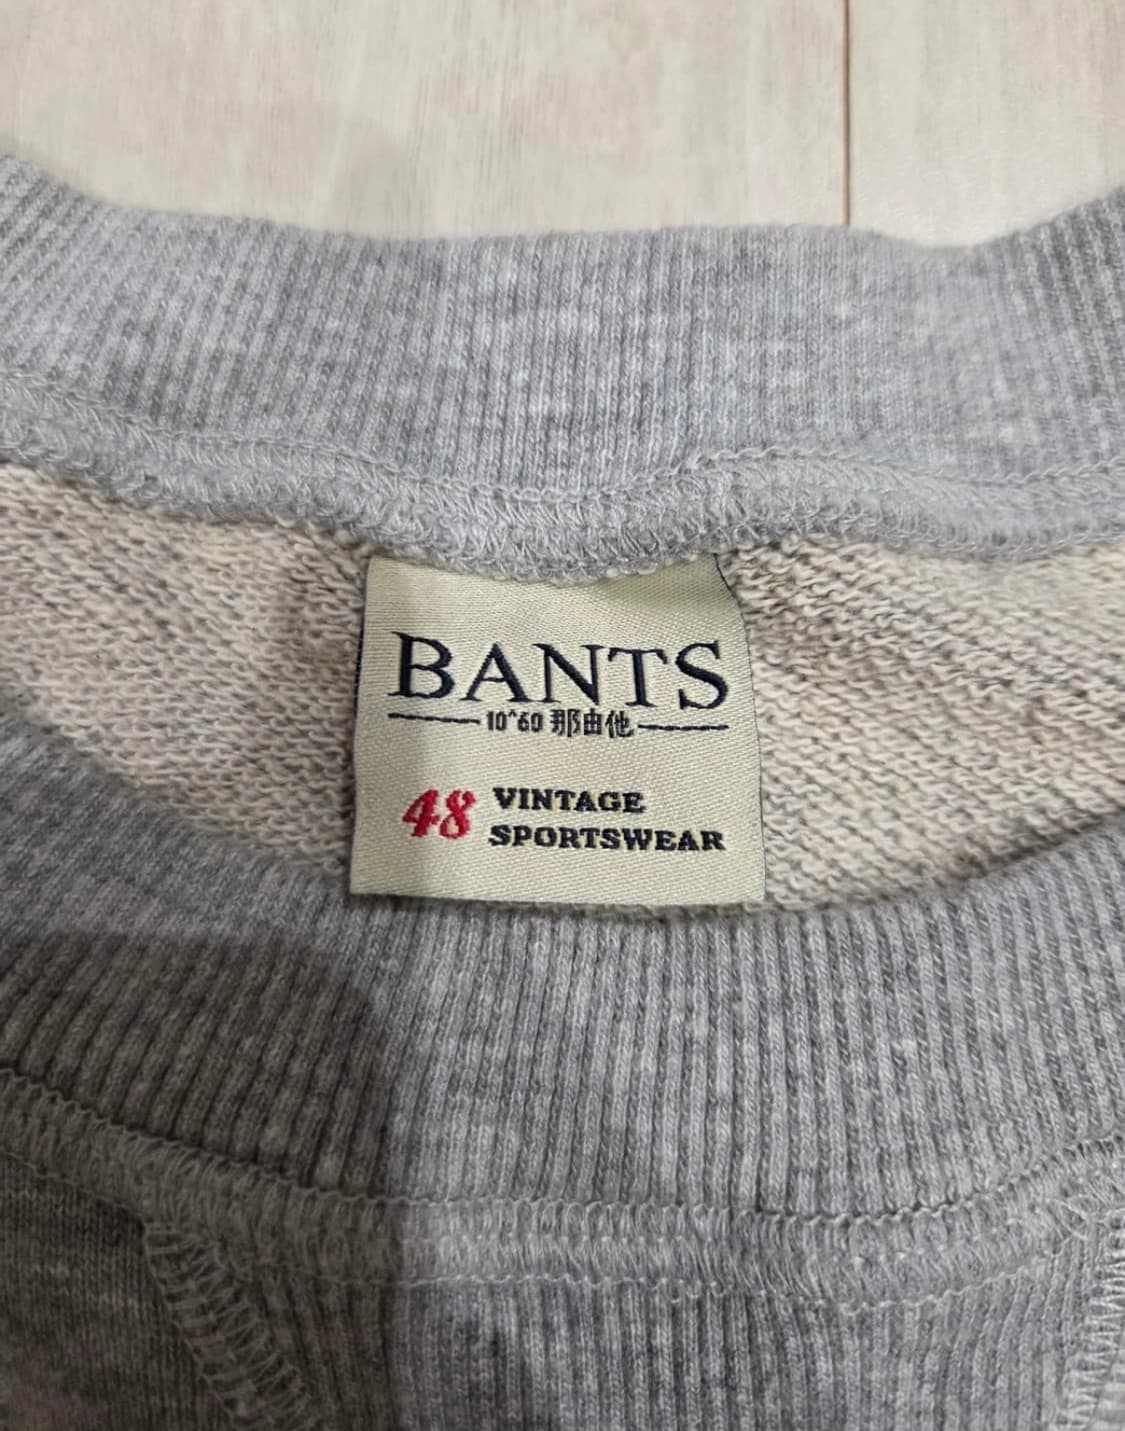 BANTS
10^60 那由他
48 VINTAGE
SPORTSWEAR